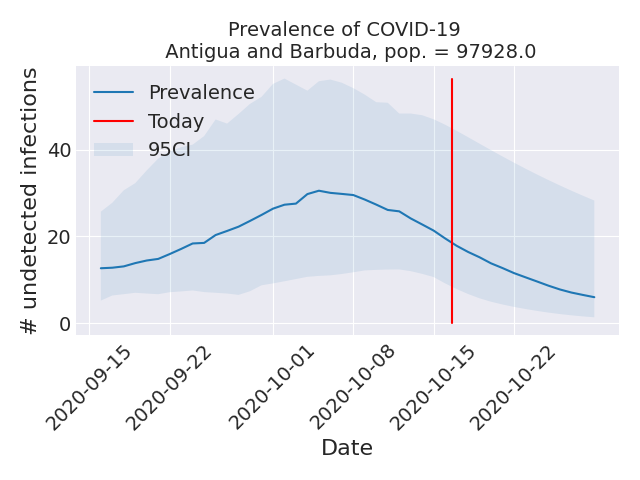 Prevalence of COVID-19
Antigua and Barbuda, pop. = 97928.0
# undetected infections
Prevalence
Today
95CI
40
20
0
2020-09-15
2020-09-22
2020-10-01
2020-10-08
2020-10-15
2020-10-22
Date